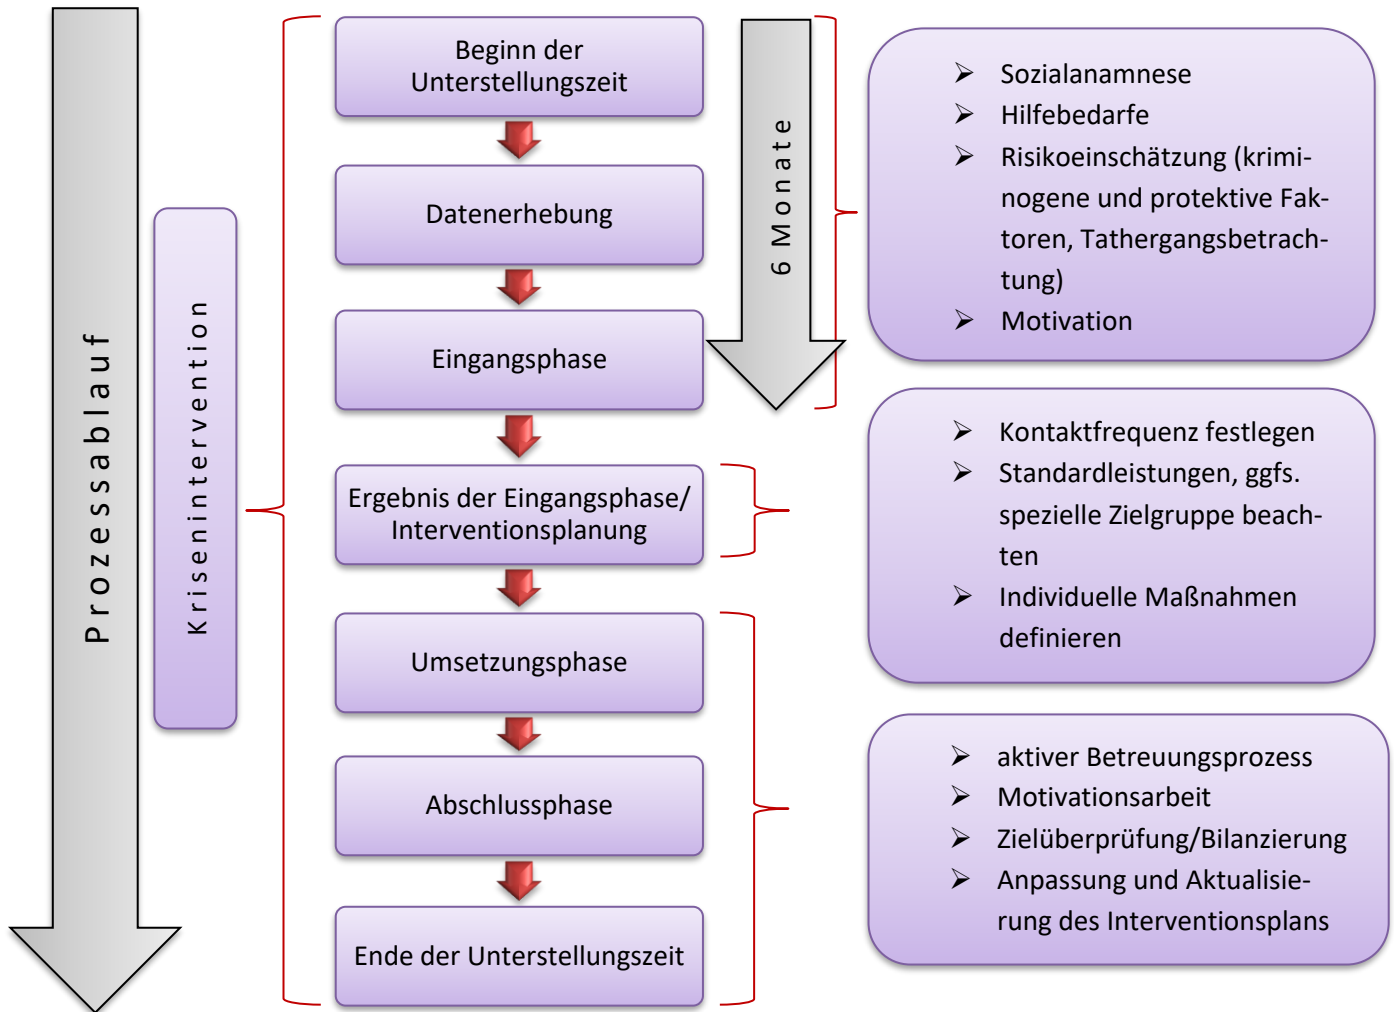 Prozessablauf
Krisenintervention
Beginn der
Unterstellungszeit
Datenerhebung
Eingangsphase
Ergebnis der Eingangsphase/
Interventionsplanung
Umsetzungsphase
Abschlussphase
Ende der Unterstellungszeit
6 Monate
Sozialanamnese
Hilfebedarfe
Risikoeinschätzung (krimi-
nogene und protektive Fak-
toren, Tathergangsbetrach-
tung)
Motivation
Kontaktfrequenz festlegen
Standardleistungen, ggfs.
spezielle Zielgruppe beach-
ten
Individuelle Maßnahmen
definieren
aktiver Betreuungsprozess
Motivationsarbeit
Zielüberprüfung/Bilanzierung
Anpassung und Aktualisie-
rung des Interventionsplans